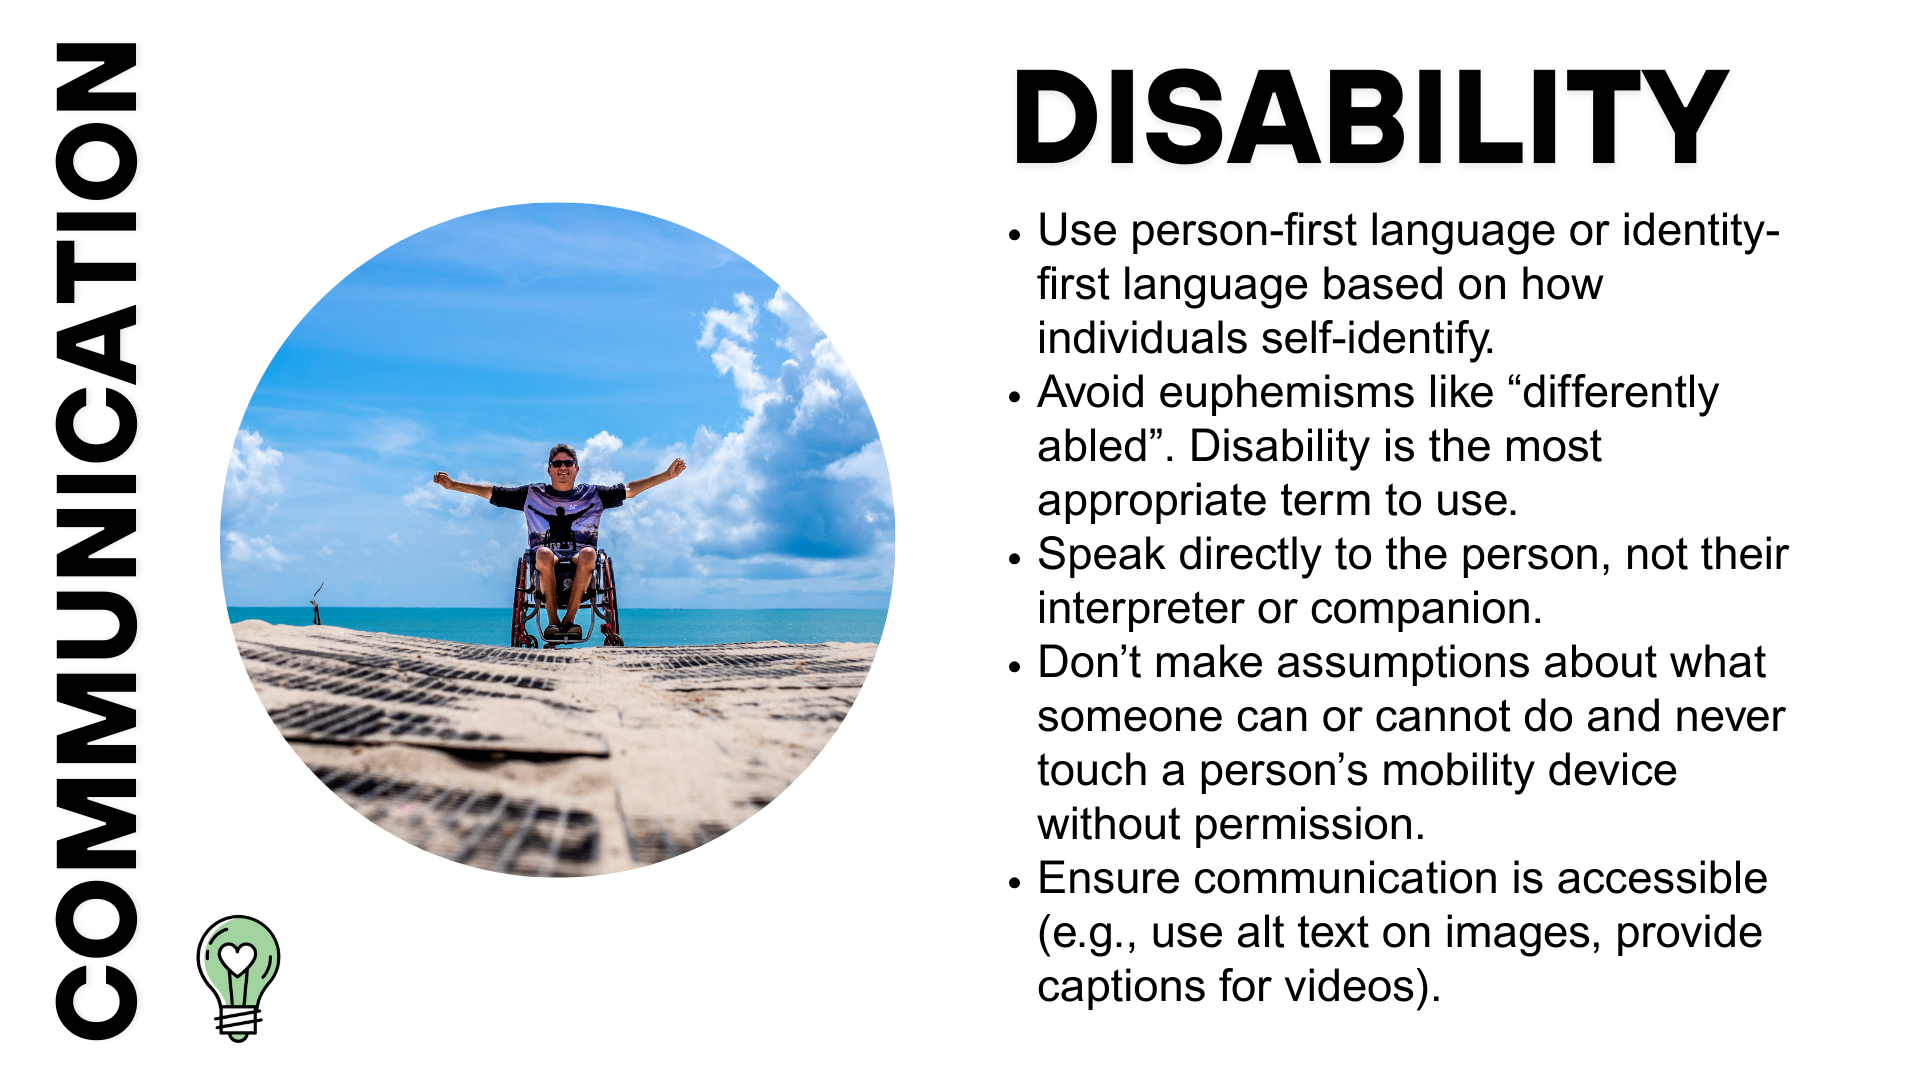 COMMUNICATION
DISABILITY
• Use person-first language or identity-
first language based on how
individuals self-identify.
• Avoid euphemisms like “differently
abled”. Disability is the most
appropriate term to use.
• Speak directly to the person, not their
interpreter or companion.
• Don’t make assumptions about what
someone can or cannot do and never
touch a person’s mobility device
without permission.
• Ensure communication is accessible
(e.g., use alt text on images, provide
captions for videos).